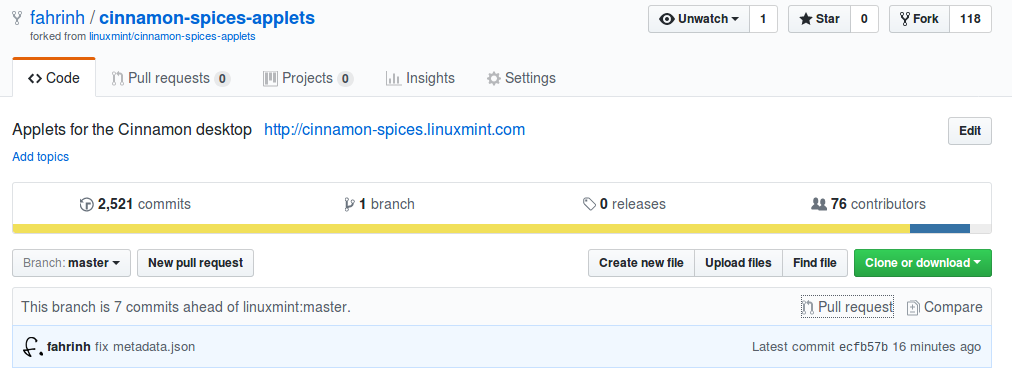 fahrinh / cinnamon-spices-applets
forked from linuxmint/cinnamon-spices-applets
Unwatch 1 Star 0 Fork 118
Code Pull requests 0 Projects 0 Insights Settings
Applets for the Cinnamon desktop http://cinnamon-spices.linuxmint.com
Edit
Add topics
2,521 commits 1 branch 0 releases 76 contributors
Branch: master New pull request Create new file Upload files Find file Clone or download
This branch is 7 commits ahead of linuxmint:master. Pull request Compare
fahrinh fix metadata.json Latest commit ecfb57b 16 minutes ago